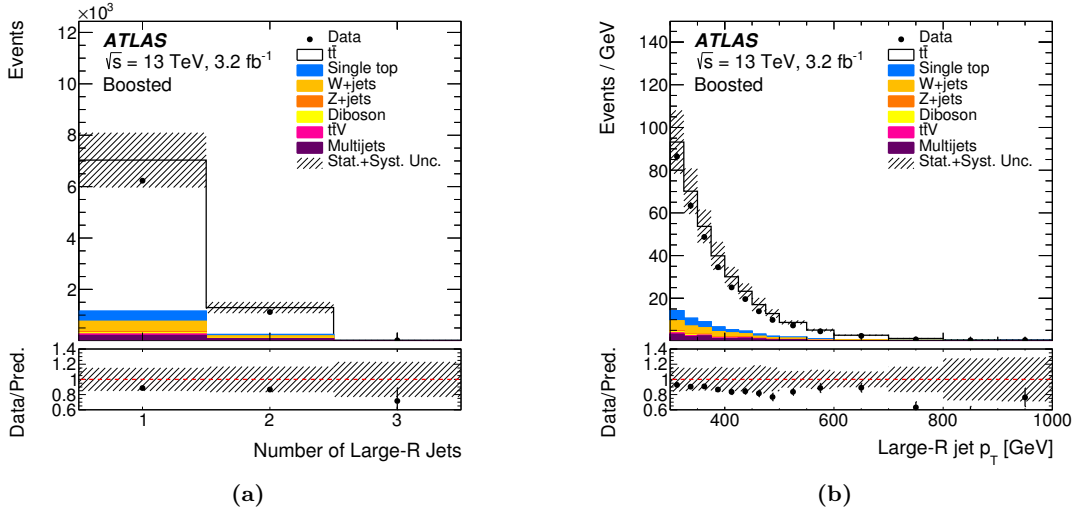 ×10³
Events
12
10
8
6
4
2
ATLAS
√s = 13 TeV, 3.2 fb⁻¹
Boosted
Data
tt̄
Single top
W+jets
Z+jets
Diboson
tt̄V
Multijets
Stat.+Syst. Unc.
Data/Pred.
1.4
1.2
1
0.8
0.6
1 2 3
Number of Large-R Jets
(a)
Events / GeV
140
120
100
80
60
40
20
ATLAS
√s = 13 TeV, 3.2 fb⁻¹
Boosted
Data
tt̄
Single top
W+jets
Z+jets
Diboson
tt̄V
Multijets
Stat.+Syst. Unc.
Data/Pred.
1.4
1.2
1
0.8
0.6
400 500 600 700 800 900 1000
Large-R jet p_T [GeV]
(b)